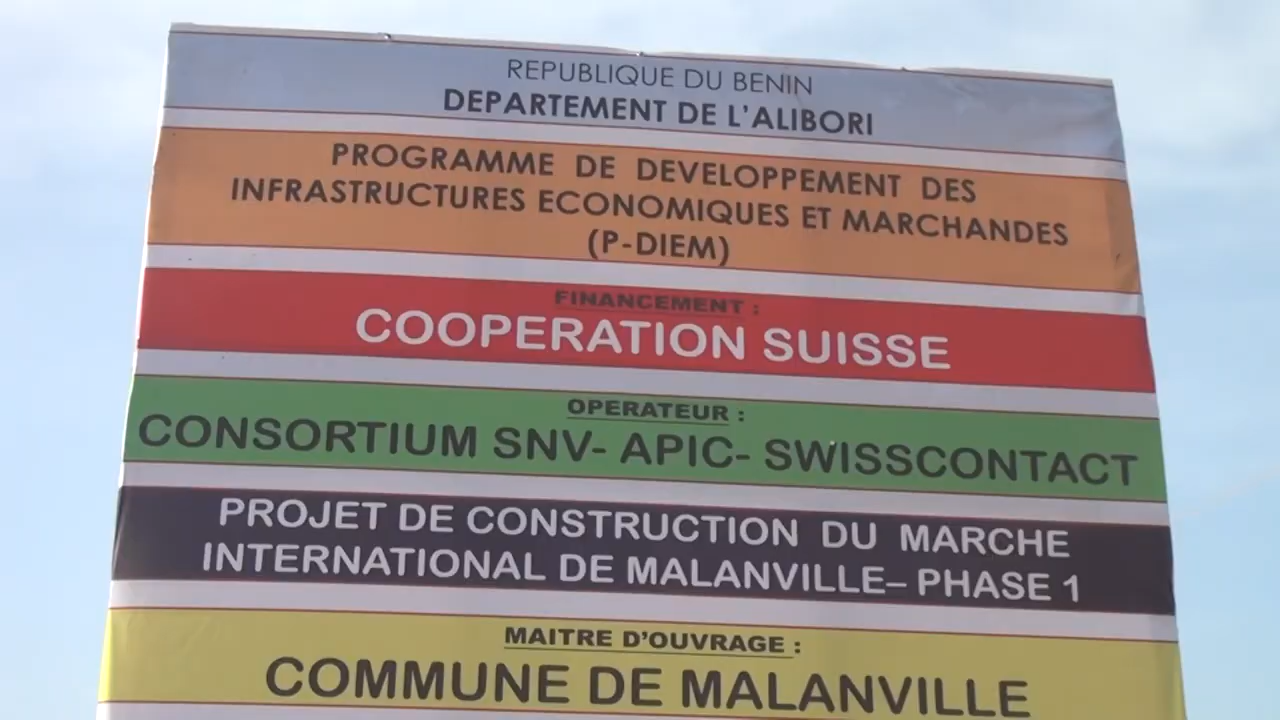 REPUBLIQUE DU BENIN
DEPARTEMENT DE L'ALIBORI
PROGRAMME DE DEVELOPPEMENT DES
INFRASTRUCTURES ECONOMIQUES ET MARCHANDES
(P-DIEM)
FINANCEMENT :
COOPERATION SUISSE
OPERATEUR :
CONSORTIUM SNV- APIC- SWISSCONTACT
PROJET DE CONSTRUCTION DU MARCHE
INTERNATIONAL DE MALANVILLE– PHASE 1
MAITRE D'OUVRAGE :
COMMUNE DE MALANVILLE